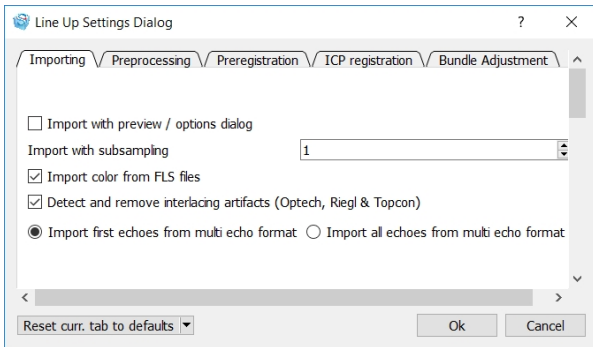 Line Up Settings Dialog
Importing Preprocessing Preregistration ICP registration Bundle Adjustment
Import with preview / options dialog
Import with subsampling 1
Import color from FLS files
Detect and remove interlacing artifacts (Optech, Riegl & Topcon)
Import first echoes from multi echo format Import all echoes from multi echo format
Reset curr. tab to defaults Ok Cancel